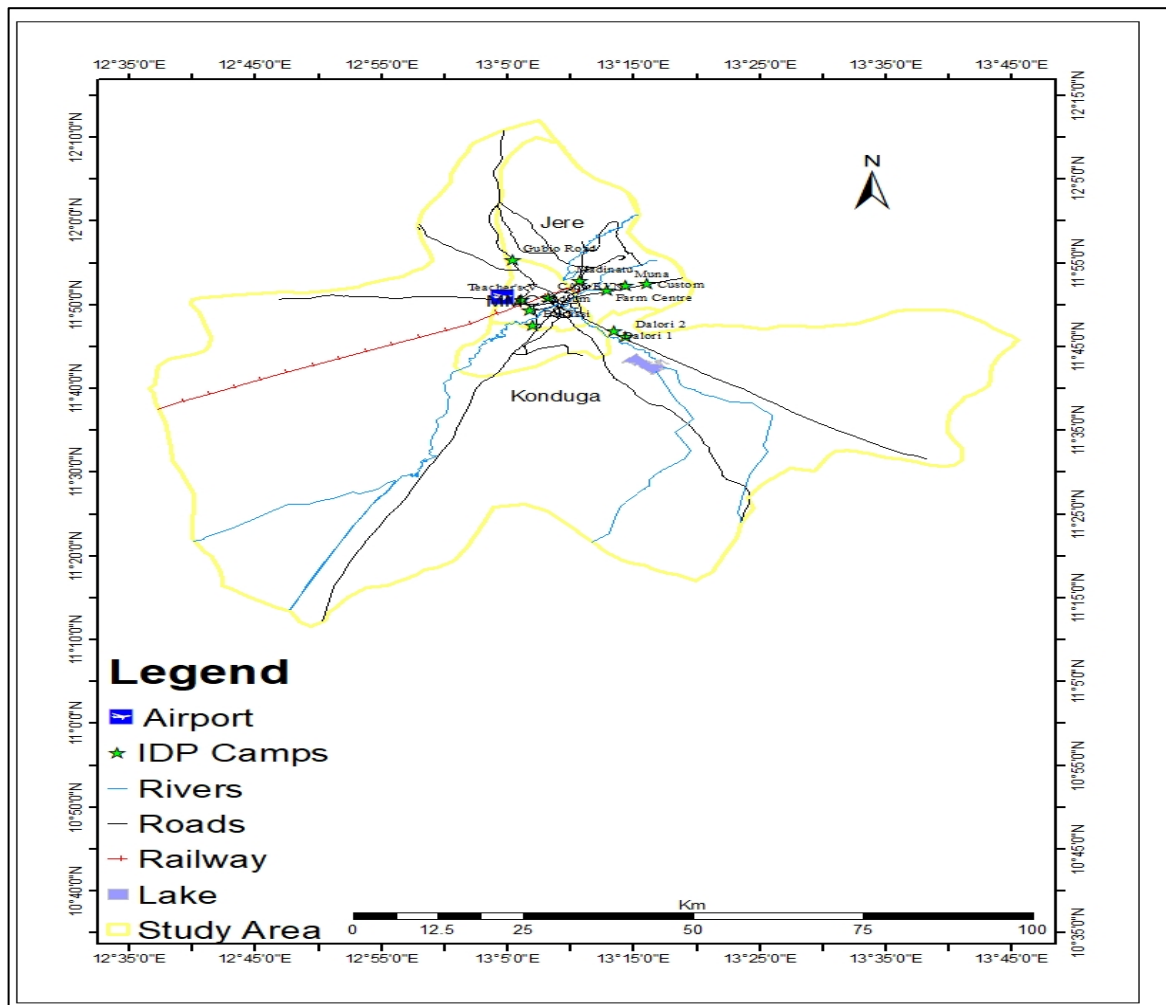 12°35'0"E 12°45'0"E 12°55'0"E 13°5'0"E 13°15'0"E 13°25'0"E 13°35'0"E 13°45'0"E
12°15'0"N
12°10'0"N
12°5'0"N
12°0'0"N
11°55'0"N
11°50'0"N
11°45'0"N
11°40'0"N
11°35'0"N
11°30'0"N
11°25'0"N
11°20'0"N
11°15'0"N
11°10'0"N
11°5'0"N
11°0'0"N
10°55'0"N
10°50'0"N
10°45'0"N
10°40'0"N
10°35'0"N
N
Jere
Gubio Road
Madinatu
Muna
Custom
Farm Centre
Dalori 2
Dalori 1
Konduga
Legend
Airport
IDP Camps
Rivers
Roads
Railway
Lake
Study Area
Km
0 12.5 25 50 75 100
12°35'0"E 12°45'0"E 12°55'0"E 13°5'0"E 13°15'0"E 13°25'0"E 13°35'0"E 13°45'0"E